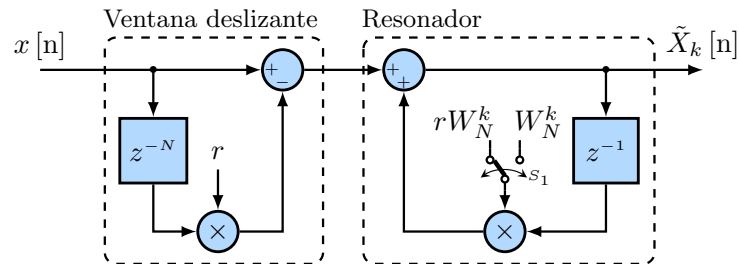 Ventana deslizante
Resonador
x [n]
X̃_k [n]
+
−
+
+
rW_N^k
W_N^k
z^{-N}
r
S_1
z^{-1}
×
×